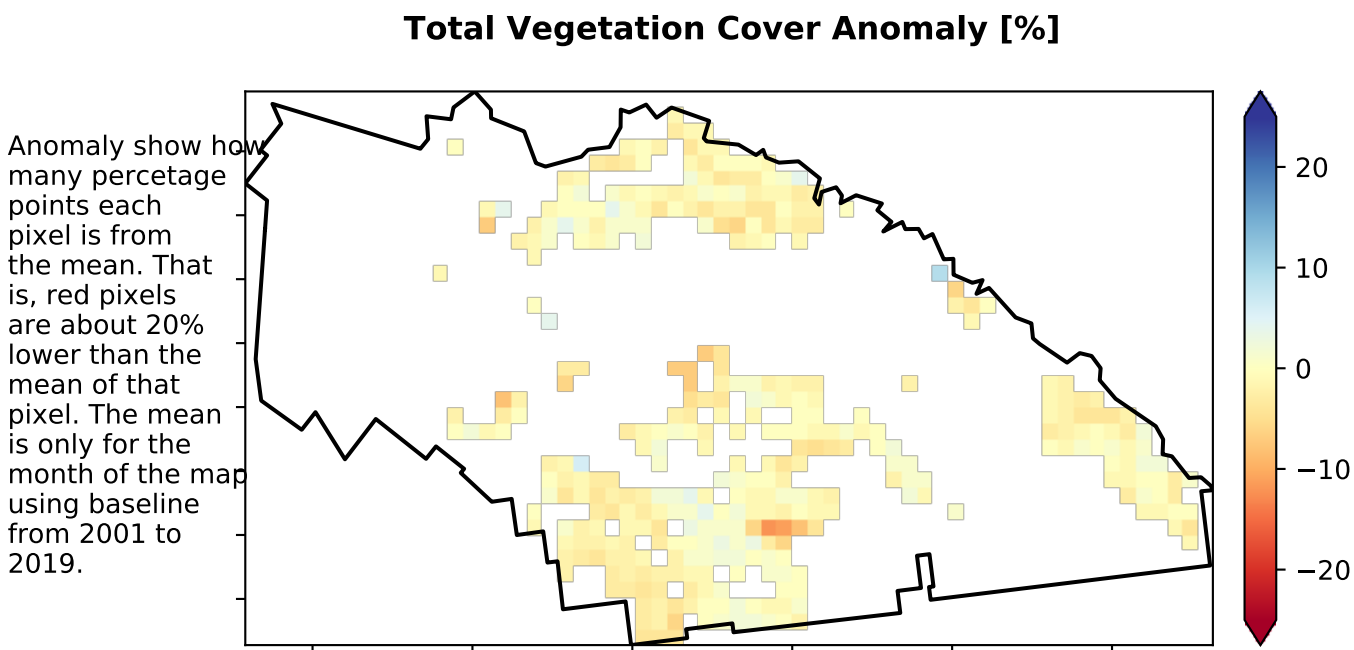 Total Vegetation Cover Anomaly [%]
Anomaly show how
many percetage
points each
pixel is from
the mean. That
is, red pixels
are about 20%
lower than the
mean of that
pixel. The mean
is only for the
month of the map
using baseline
from 2001 to
2019.
20
10
0
−10
−20